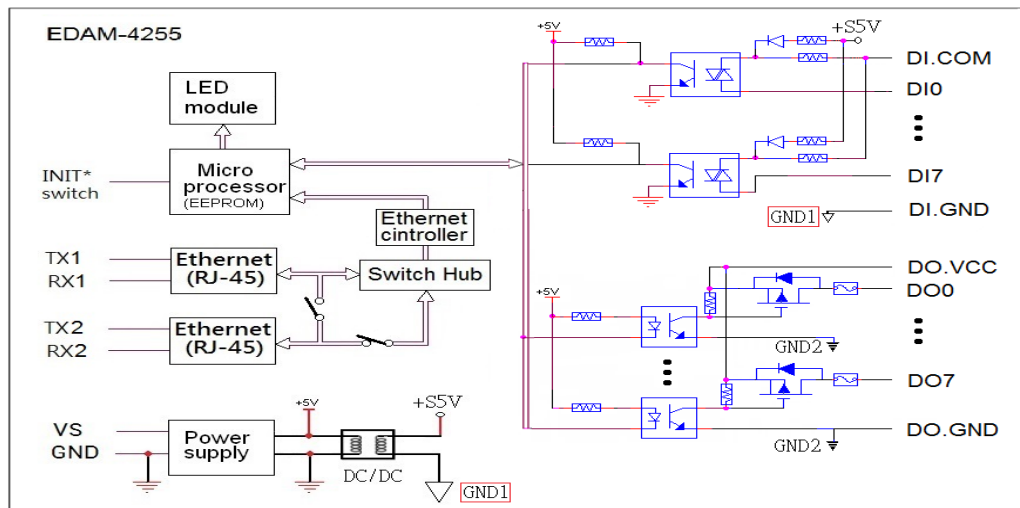 EDAM-4255
LED
module
INIT*
switch
Micro
processor
(EEPROM)
Ethernet
cintroller
TX1
RX1
Ethernet
(RJ-45)
Switch Hub
TX2
RX2
Ethernet
(RJ-45)
VS
GND
Power
supply
+5V
DC/DC
+S5V
GND1
+5V
+S5V
DI.COM
DI0
DI7
GND1
DI.GND
+5V
DO.VCC
DO0
GND2
DO7
GND2
DO.GND